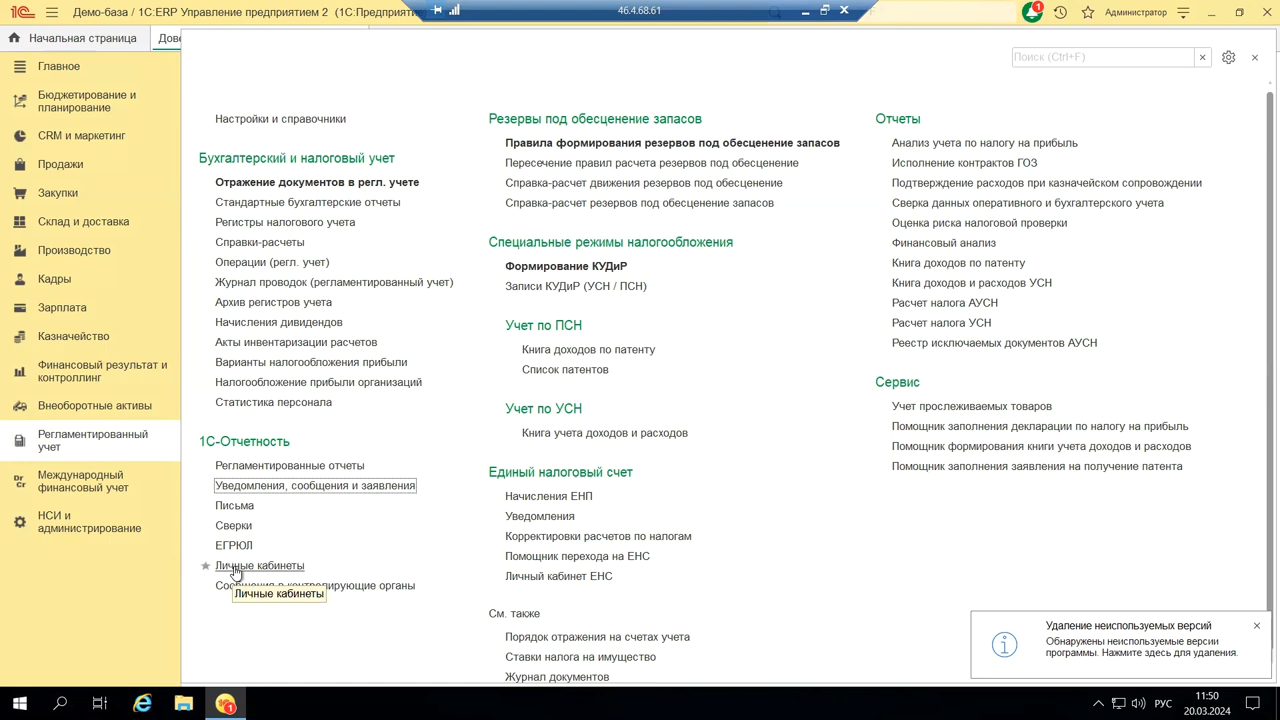 Демо-база / 1С:ERP Управление предприятием 2 (1С:Предприятие
46.4.68.61
1
Администратор
Начальная страница
Дове
Поиск (Ctrl+F)
Главное
Бюджетирование и
планирование
CRM и маркетинг
Продажи
Закупки
Склад и доставка
Производство
Кадры
Зарплата
Казначейство
Финансовый результат и
контроллинг
Внеоборотные активы
Регламентированный
учет
Международный
финансовый учет
НСИ и
администрирование
Настройки и справочники
Бухгалтерский и налоговый учет
Отражение документов в регл. учете
Стандартные бухгалтерские отчеты
Регистры налогового учета
Справки-расчеты
Операции (регл. учет)
Журнал проводок (регламентированный учет)
Архив регистров учета
Начисления дивидендов
Акты инвентаризации расчетов
Варианты налогообложения прибыли
Налогообложение прибыли организаций
Статистика персонала
1С-Отчетность
Регламентированные отчеты
Уведомления, сообщения и заявления
Письма
Сверки
ЕГРЮЛ
Личные кабинеты
Сообщения в контролирующие органы
Личные кабинеты
Резервы под обесценение запасов
Правила формирования резервов под обесценение запасов
Пересечение правил расчета резервов под обесценение
Справка-расчет движения резервов под обесценение
Справка-расчет резервов под обесценение запасов
Специальные режимы налогообложения
Формирование КУДиР
Записи КУДиР (УСН / ПСН)
Учет по ПСН
Книга доходов по патенту
Список патентов
Учет по УСН
Книга учета доходов и расходов
Единый налоговый счет
Начисления ЕНП
Уведомления
Корректировки расчетов по налогам
Помощник перехода на ЕНС
Личный кабинет ЕНС
См. также
Порядок отражения на счетах учета
Ставки налога на имущество
Журнал документов
Отчеты
Анализ учета по налогу на прибыль
Исполнение контрактов ГОЗ
Подтверждение расходов при казначейском сопровождении
Сверка данных оперативного и бухгалтерского учета
Оценка риска налоговой проверки
Финансовый анализ
Книга доходов по патенту
Книга доходов и расходов УСН
Расчет налога АУСН
Расчет налога УСН
Реестр исключаемых документов АУСН
Сервис
Учет прослеживаемых товаров
Помощник заполнения декларации по налогу на прибыль
Помощник формирования книги учета доходов и расходов
Помощник заполнения заявления на получение патента
Удаление неиспользуемых версий
Обнаружены неиспользуемые версии
программы. Нажмите здесь для удаления.
РУС
11:50
20.03.2024